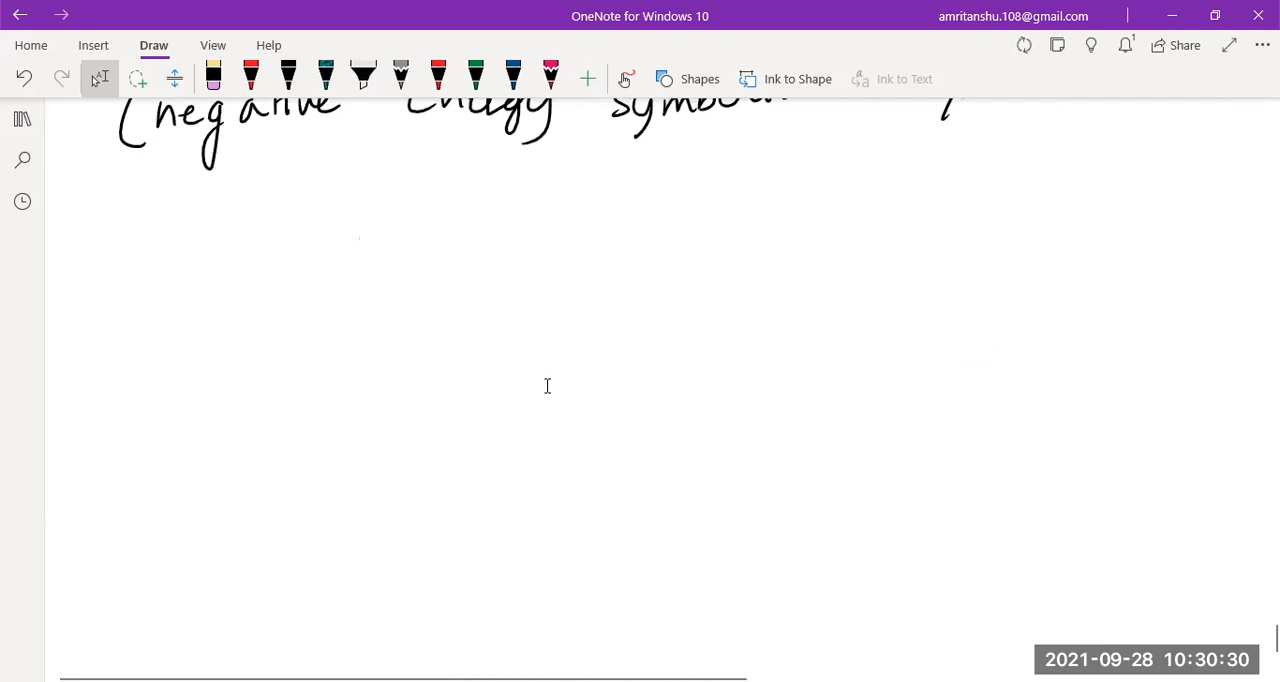 OneNote for Windows 10
amritanshu.108@gmail.com
Home Insert Draw View Help
Share
Shapes Ink to Shape Ink to Text
(negative energy
2021-09-28 10:30:30